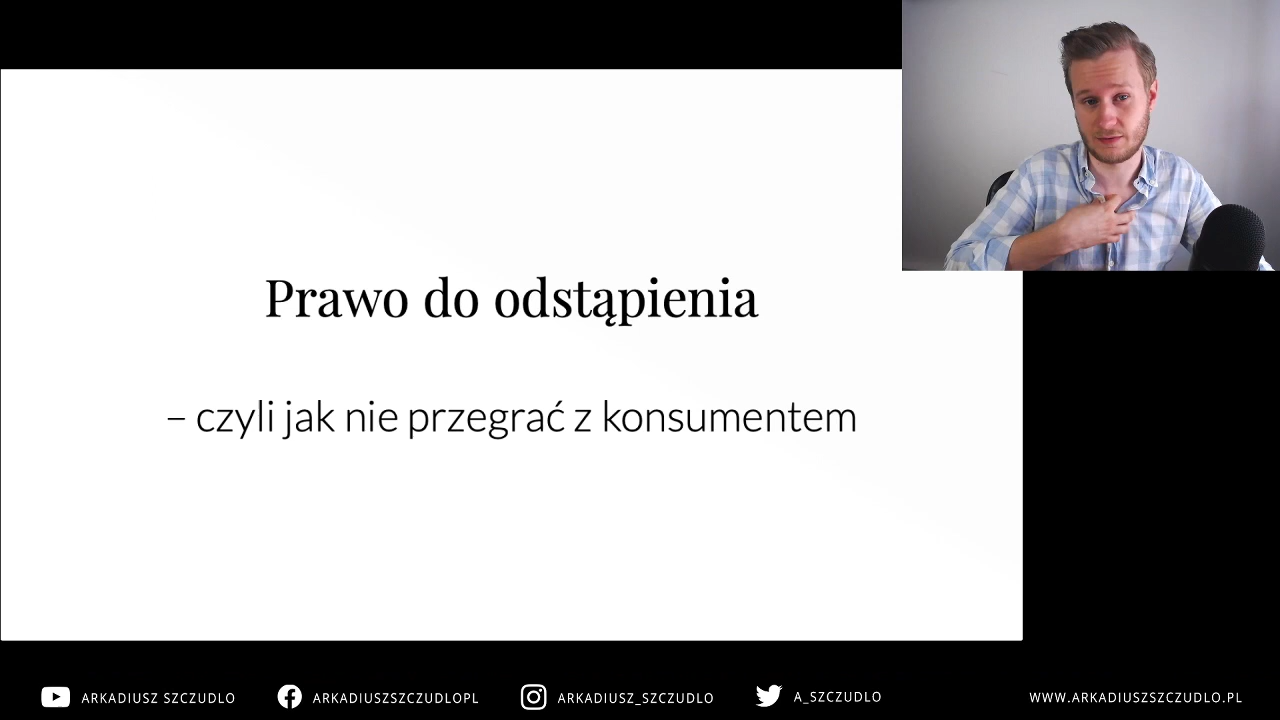 Prawo do odstąpienia
– czyli jak nie przegrać z konsumentem
ARKADIUSZ SZCZUDLO
ARKADIUSZSZCZUDLOPL
ARKADIUSZ_SZCZUDLO
A_SZCZUDLO
WWW.ARKADIUSZSZCZUDLO.PL